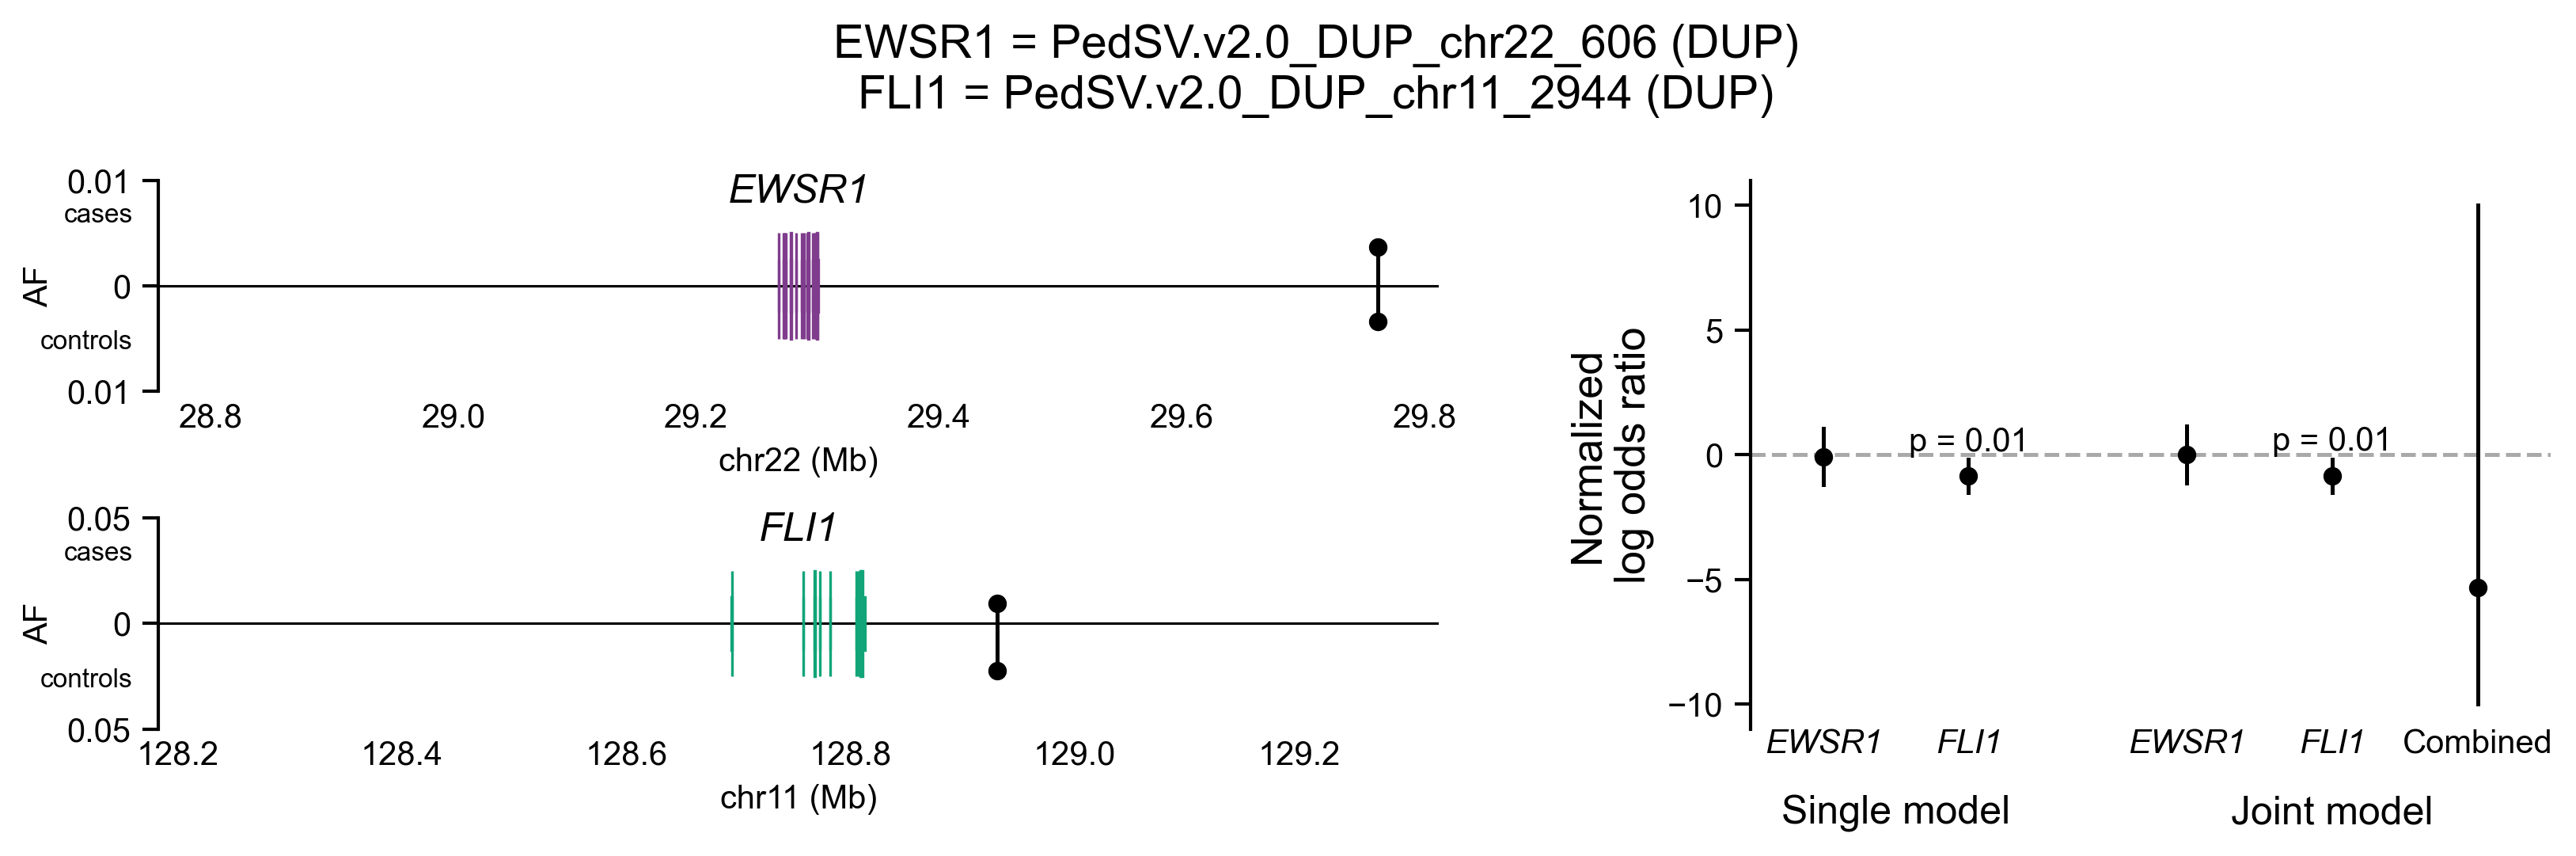 EWSR1 = PedSV.v2.0_DUP_chr22_606 (DUP)
FLI1 = PedSV.v2.0_DUP_chr11_2944 (DUP)
EWSR1
0.01
cases
0
controls
0.01
AF
28.8 29.0 29.2 29.4 29.6 29.8
chr22 (Mb)
FLI1
0.05
cases
0
controls
0.05
AF
128.2 128.4 128.6 128.8 129.0 129.2
chr11 (Mb)
Normalized
log odds ratio
10
5
0
−5
−10
p = 0.01
p = 0.01
EWSR1 FLI1 EWSR1 FLI1 Combined
Single model Joint model